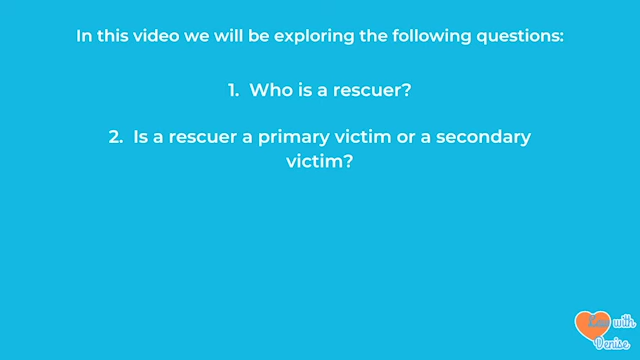 In this video we will be exploring the following questions:
1. Who is a rescuer?
2. Is a rescuer a primary victim or a secondary
victim?
with
Denise